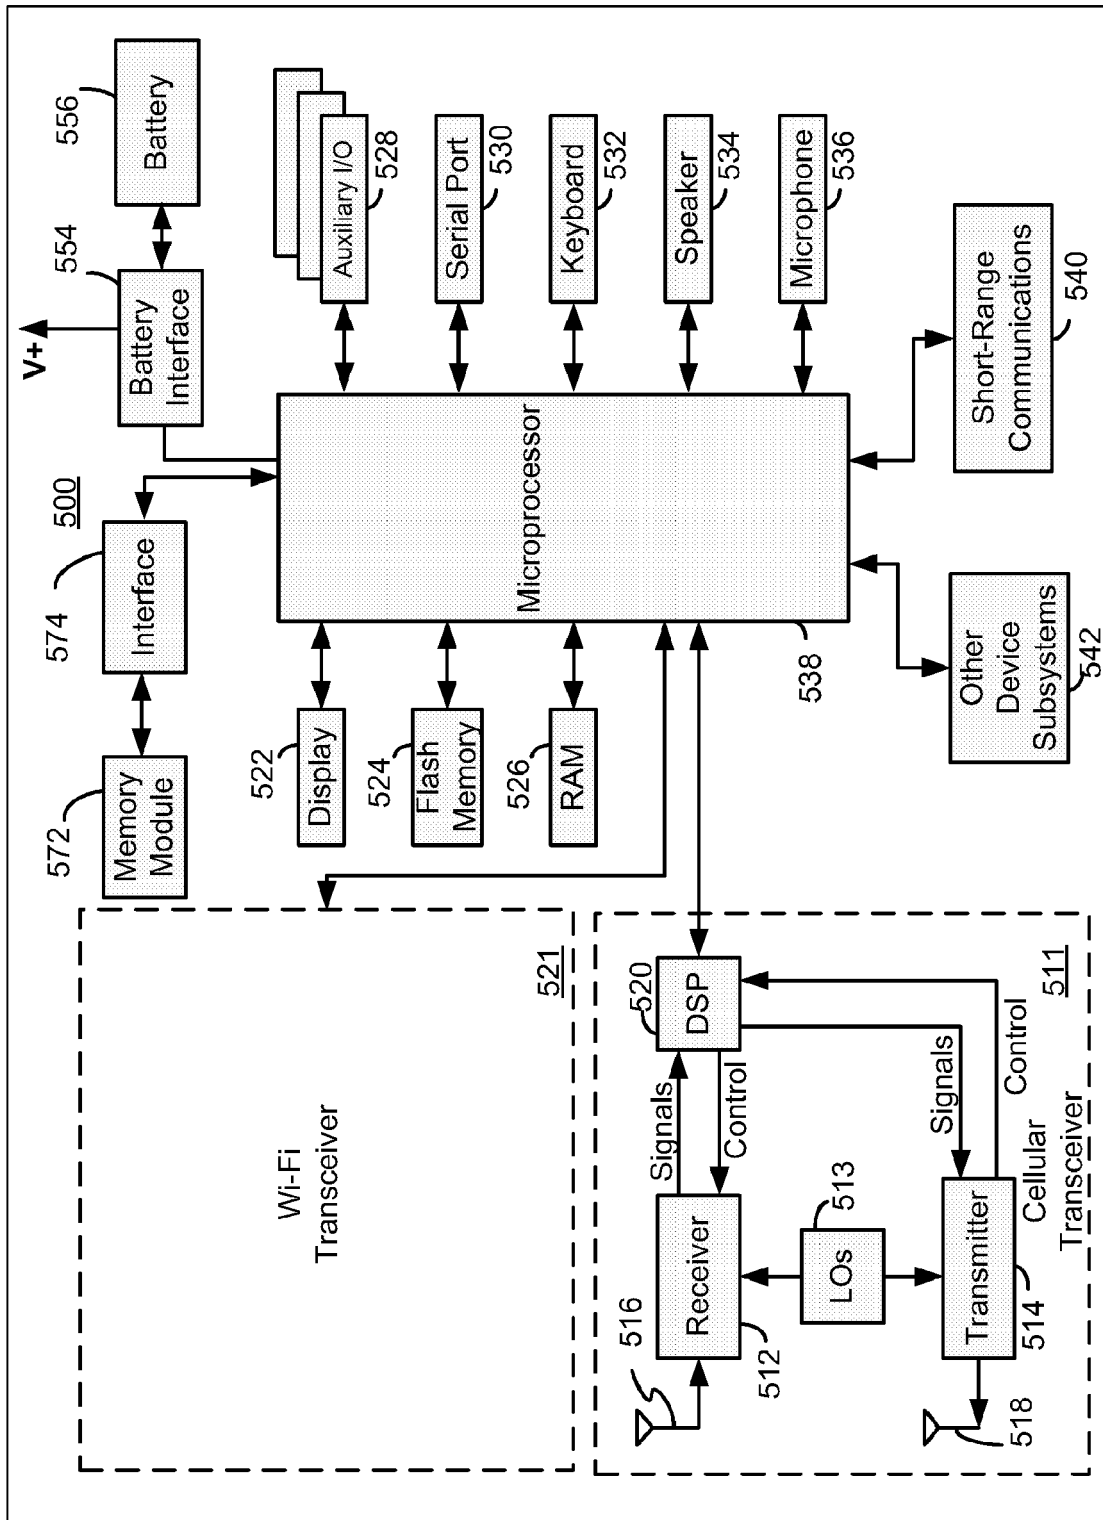 V+
554
556
Battery
Interface
Battery
500
574
Interface
572
Memory
Module
Auxiliary I/O
528
Serial Port
530
Keyboard
532
Speaker
534
Microphone
536
Microprocessor
538
522
Display
524
Flash
Memory
526
RAM
Short-Range
Communications
540
Other
Device
Subsystems
542
Wi-Fi
Transceiver
521
520
DSP
Signals
Control
Signals
Control
511
Cellular
Transceiver
516
Receiver
512
513
LOs
Transmitter
514
518